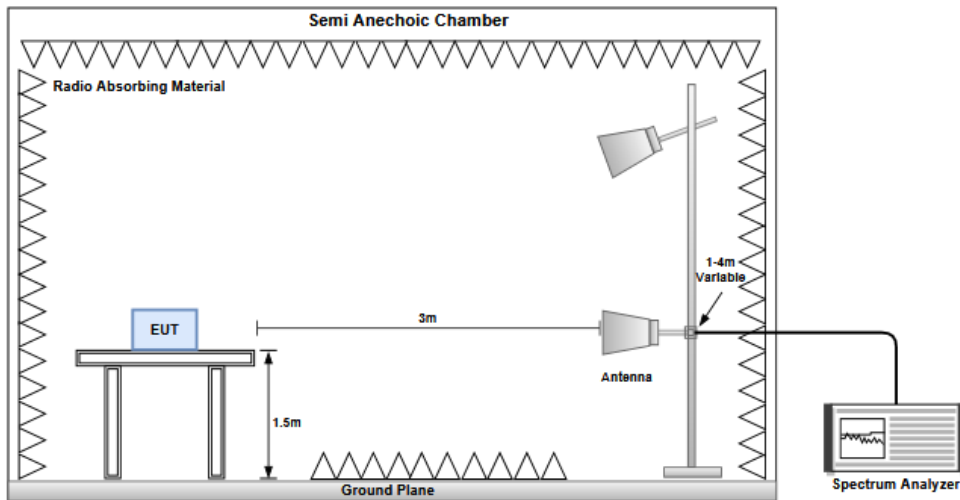 Semi Anechoic Chamber
Radio Absorbing Material
1-4m
Variable
3m
EUT
Antenna
1.5m
Ground Plane
Spectrum Analyzer